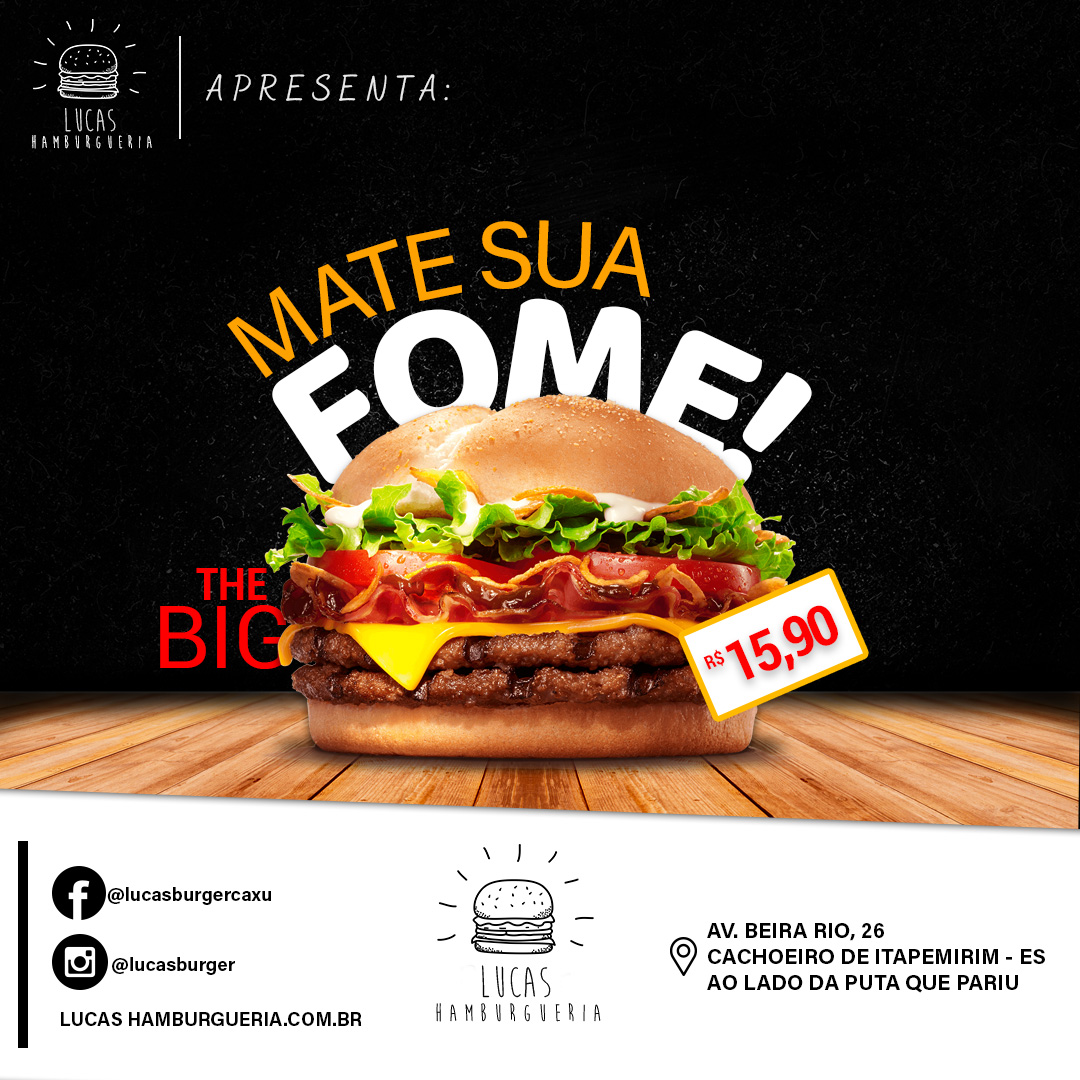 LUCAS
HAMBURGUERIA
APRESENTA:
MATE SUA
FOME!
THE
BIG
R$ 15,90
@lucasburgercaxu
@lucasburger
LUCAS HAMBURGUERIA.COM.BR
LUCAS
HAMBURGUERIA
AV. BEIRA RIO, 26
CACHOEIRO DE ITAPEMIRIM - ES
AO LADO DA PUTA QUE PARIU